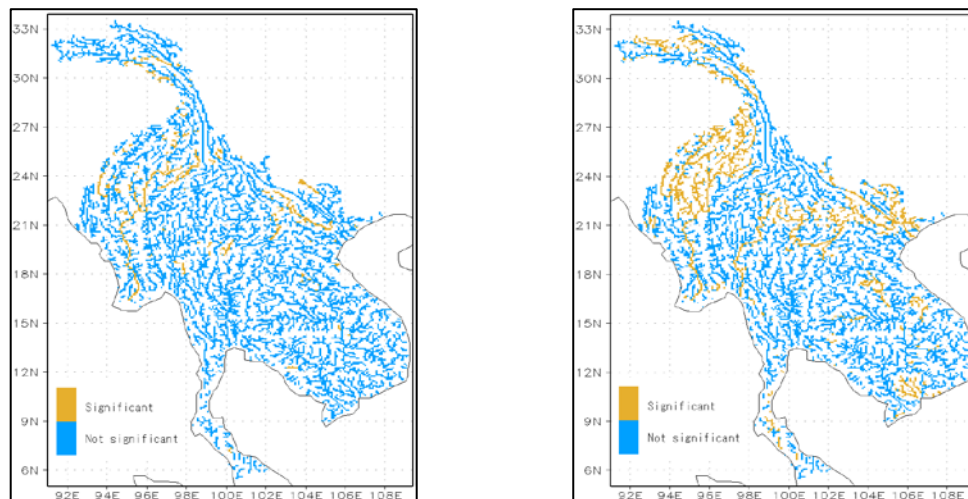 33N
30N
27N
24N
21N
18N
15N
12N
9N
6N
Significant
Not significant
92E 94E 96E 98E 100E 102E 104E 106E 108E
33N
30N
27N
24N
21N
18N
15N
12N
9N
6N
Significant
Not significant
92E 94E 96E 98E 100E 102E 104E 106E 108E